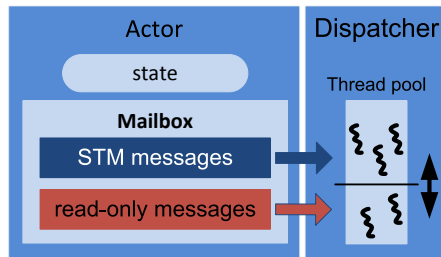 Actor
state
Mailbox
STM messages
read-only messages
Dispatcher
Thread pool